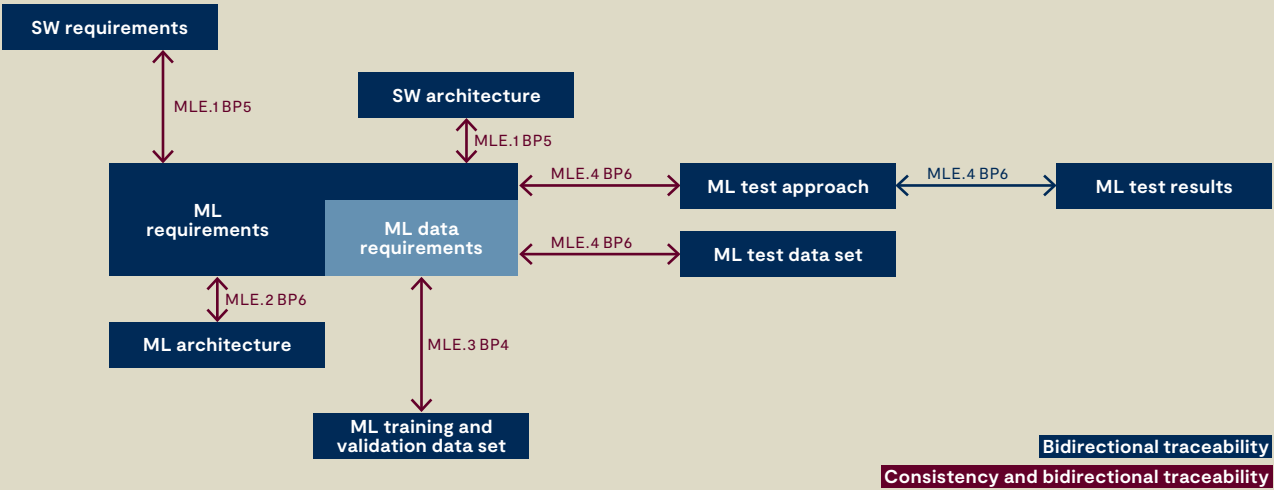 SW requirements
MLE.1 BP5
SW architecture
MLE.1 BP5
ML
requirements
ML data
requirements
MLE.4 BP6
ML test approach
MLE.4 BP6
ML test results
MLE.4 BP6
ML test data set
MLE.2 BP6
ML architecture
MLE.3 BP4
ML training and
validation data set
Bidirectional traceability
Consistency and bidirectional traceability